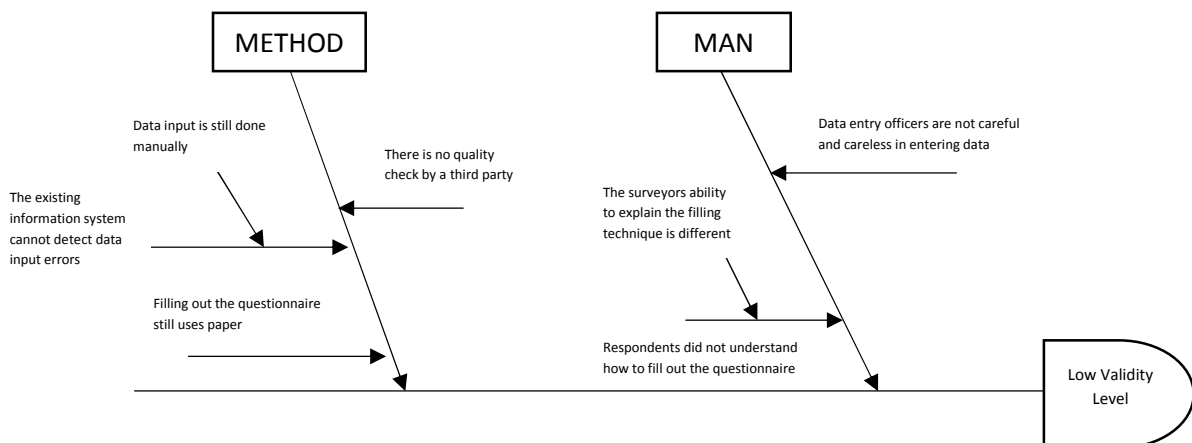 METHOD
MAN
Data input is still done
manually
There is no quality
check by a third party
The existing
information system
cannot detect data
input errors
Filling out the questionnaire
still uses paper
Data entry officers are not careful
and careless in entering data
The surveyors ability
to explain the filling
technique is different
Respondents did not understand
how to fill out the questionnaire
Low Validity
Level